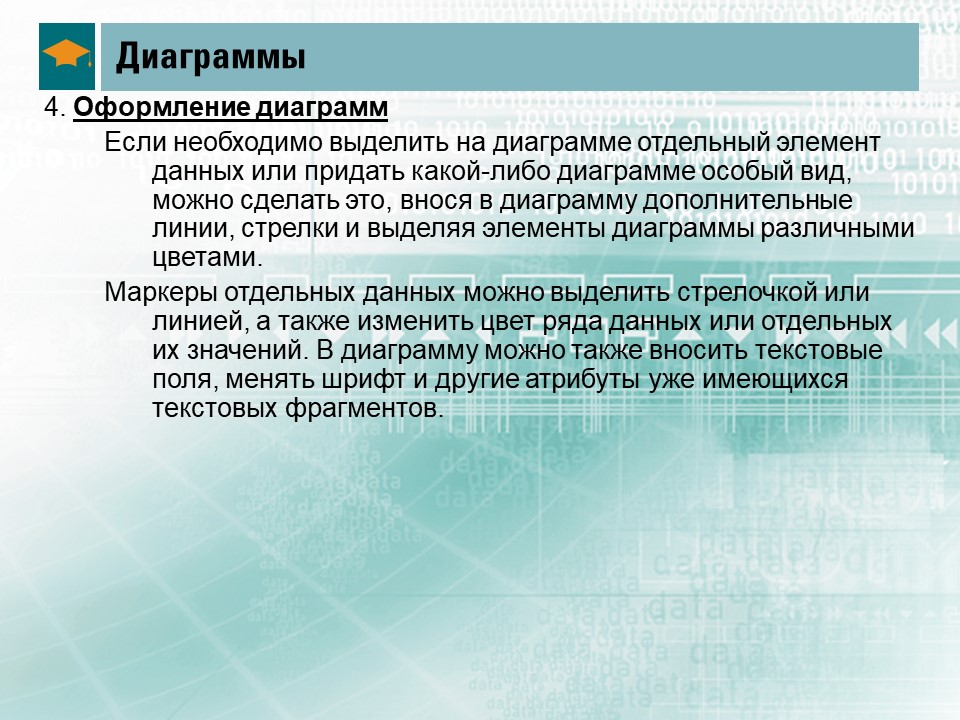 Диаграммы
4. Оформление диаграмм
Если необходимо выделить на диаграмме отдельный элемент
данных или придать какой-либо диаграмме особый вид,
можно сделать это, внося в диаграмму дополнительные
линии, стрелки и выделяя элементы диаграммы различными
цветами.
Маркеры отдельных данных можно выделить стрелочкой или
линией, а также изменить цвет ряда данных или отдельных
их значений. В диаграмму можно также вносить текстовые
поля, менять шрифт и другие атрибуты уже имеющихся
текстовых фрагментов.